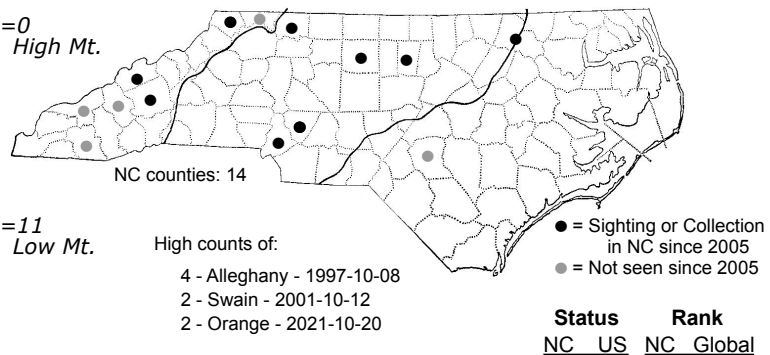 =0
High Mt.
NC counties: 14
=11
Low Mt.
High counts of:
4 - Alleghany - 1997-10-08
2 - Swain - 2001-10-12
2 - Orange - 2021-10-20
= Sighting or Collection
in NC since 2005
= Not seen since 2005
Status Rank
NC US NC Global